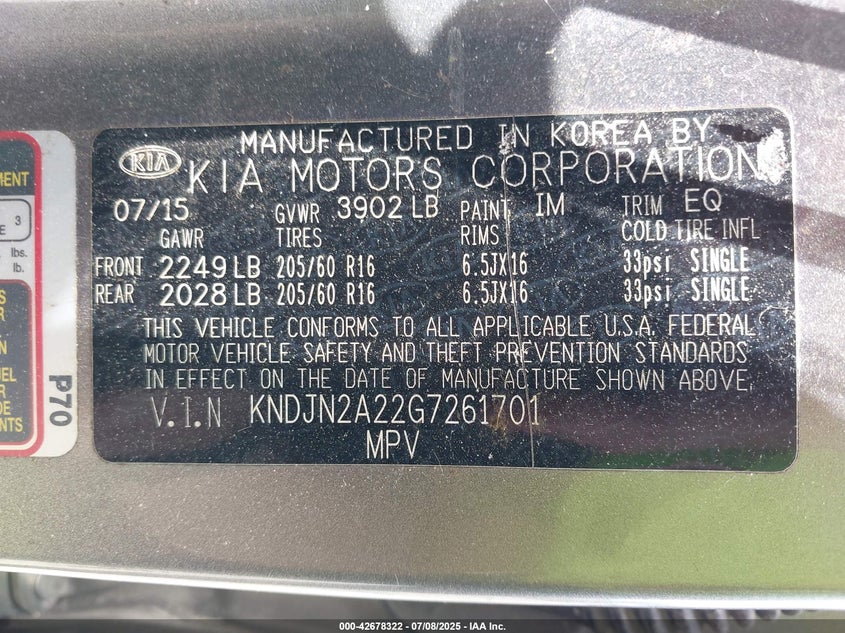 MANUFACTURED IN KOREA BY
KIA KIA MOTORS CORPORATION
07/15 GVWR 3902 LB PAINT IM TRIM EQ
GAWR TIRES RIMS COLD TIRE INFL
FRONT 2249 LB 205/60 R16 6.5JX16 33psi SINGLE
REAR 2028 LB 205/60 R16 6.5JX16 33psi SINGLE
THIS VEHICLE CONFORMS TO ALL APPLICABLE U.S.A. FEDERAL
MOTOR VEHICLE SAFETY AND THEFT PREVENTION STANDARDS
IN EFFECT ON THE DATE OF MANUFACTURE SHOWN ABOVE.
V.I.N KNDJN2A22G7261701
MPV
MENT
3
lbs.
lb.
P70
000-42678322 - 07/08/2025 - IAA Inc.